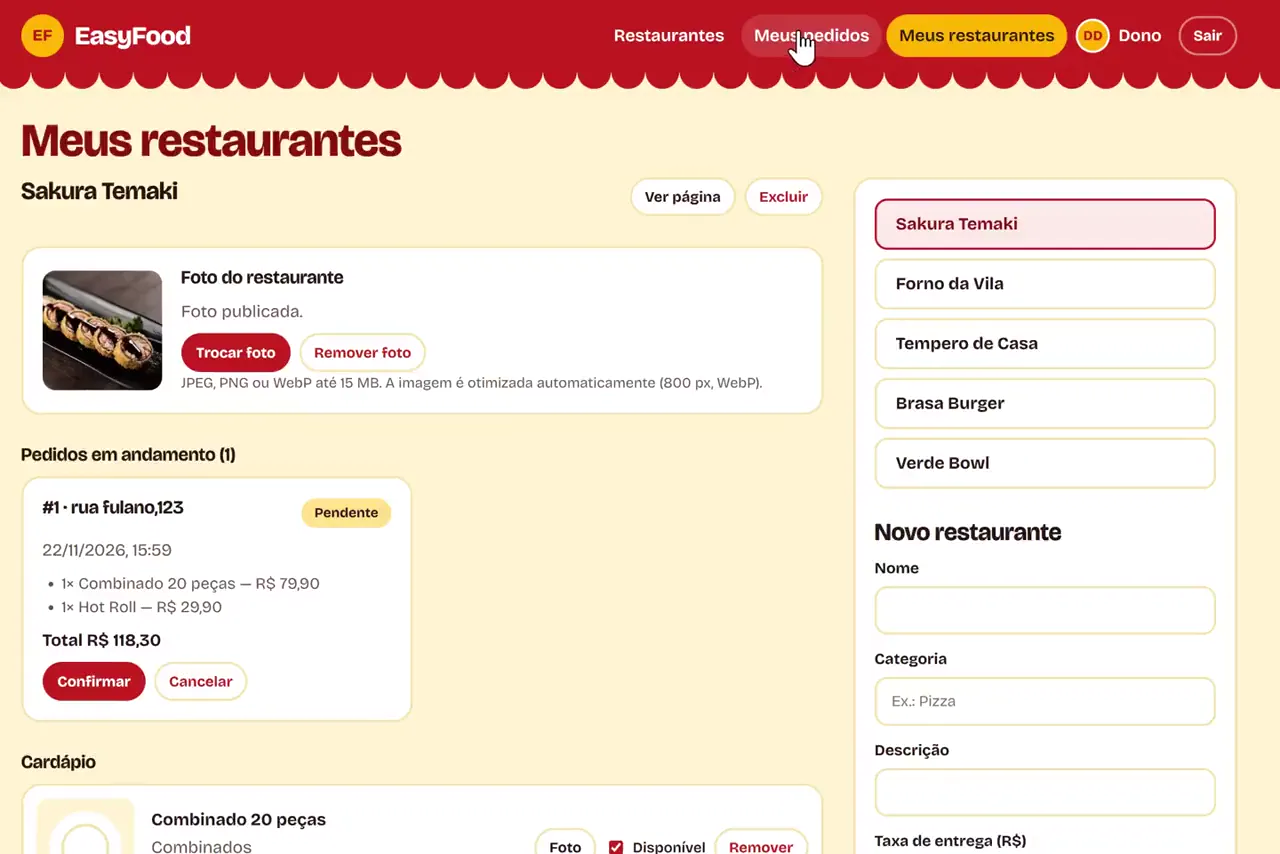 EF EasyFood Restaurantes Meus pedidos Meus restaurantes DD Dono Sair
Meus restaurantes
Sakura Temaki
Ver página Excluir
Foto do restaurante
Foto publicada.
Trocar foto Remover foto
JPEG, PNG ou WebP até 15 MB. A imagem é otimizada automaticamente (800 px, WebP).
Pedidos em andamento (1)
#1 · rua fulano,123 Pendente
22/11/2026, 15:59
• 1× Combinado 20 peças — R$ 79,90
• 1× Hot Roll — R$ 29,90
Total R$ 118,30
Confirmar Cancelar
Cardápio
Combinado 20 peças
Combinados
Foto Disponível Remover
Sakura Temaki
Forno da Vila
Tempero de Casa
Brasa Burger
Verde Bowl
Novo restaurante
Nome
Categoria
Ex.: Pizza
Descrição
Taxa de entrega (R$)